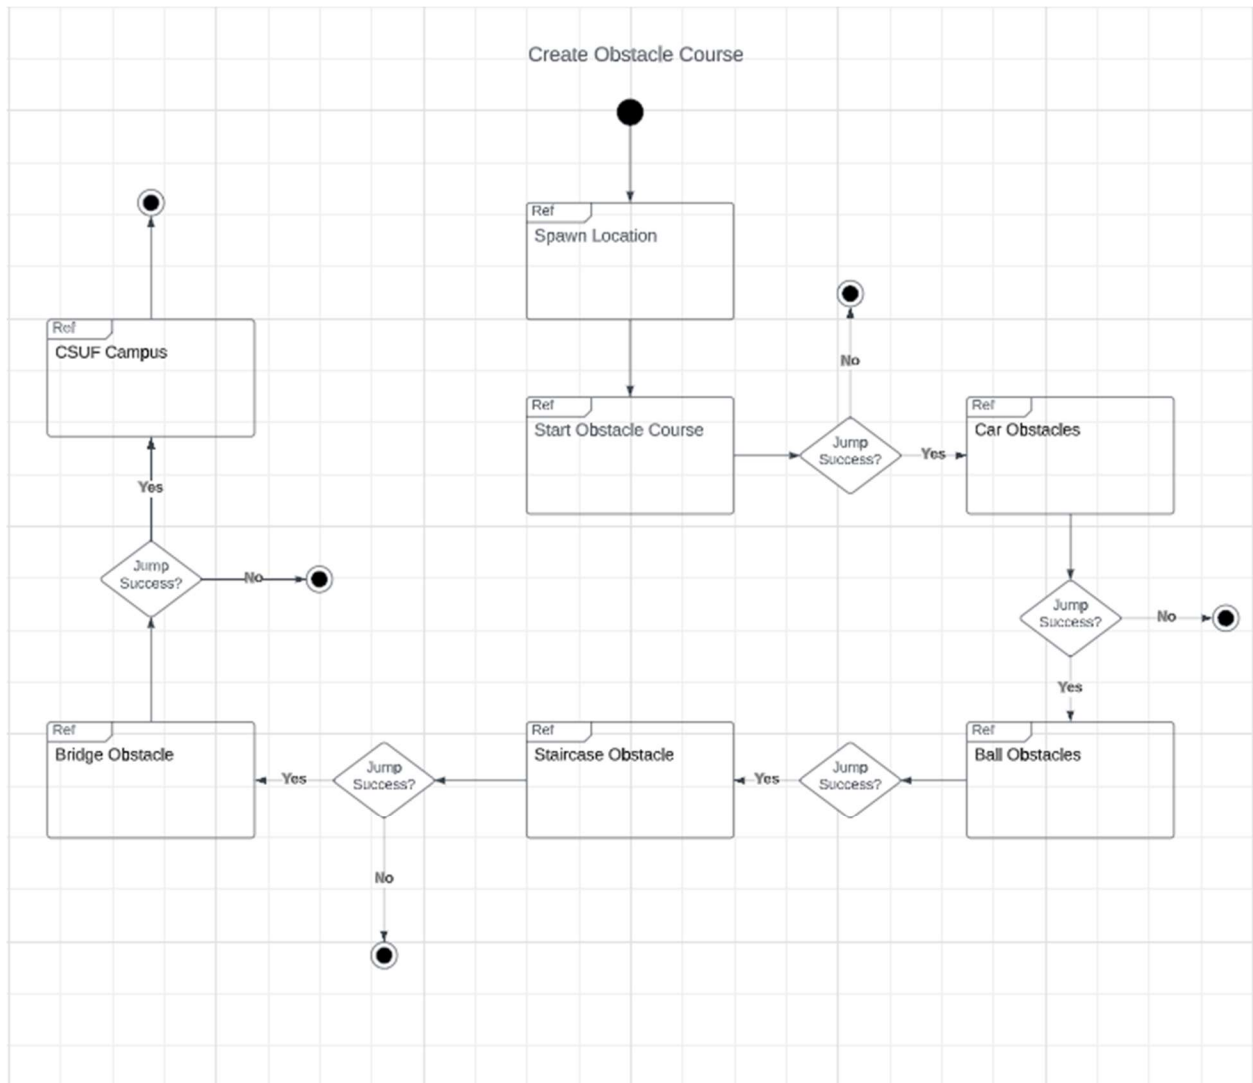 Create Obstacle Course
Ref
Spawn Location
Ref
Start Obstacle Course
Jump
Success?
No
Yes
Ref
Car Obstacles
Jump
Success?
No
Yes
Ref
Ball Obstacles
Jump
Success?
Yes
Ref
Staircase Obstacle
Jump
Success?
No
Yes
Ref
Bridge Obstacle
Jump
Success?
No
Yes
Ref
CSUF Campus